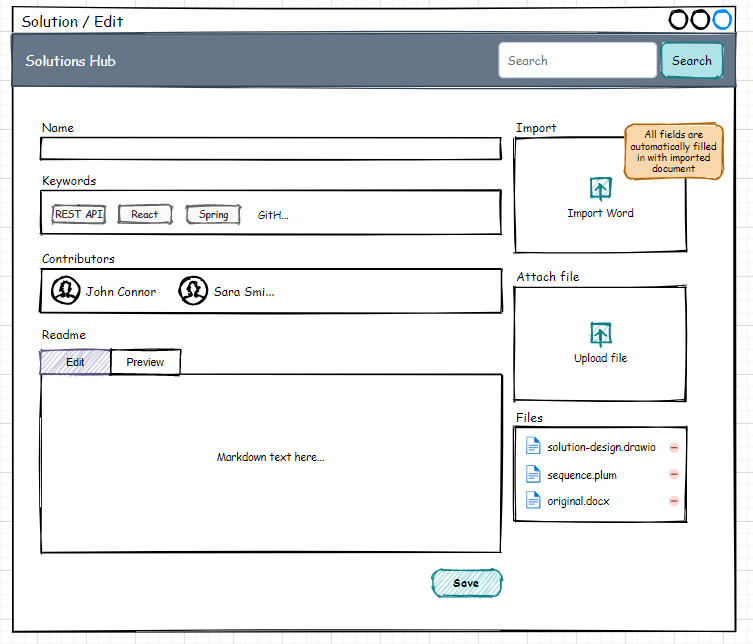 Solution / Edit
Solutions Hub
Search
Search
Name
Keywords
REST API
React
Spring
GitH...
Contributors
John Connor
Sara Smi...
Readme
Edit
Preview
Markdown text here...
Save
Import
All fields are
automatically filled
in with imported
document
Import Word
Attach file
Upload file
Files
solution-design.drawio
sequence.plum
original.docx